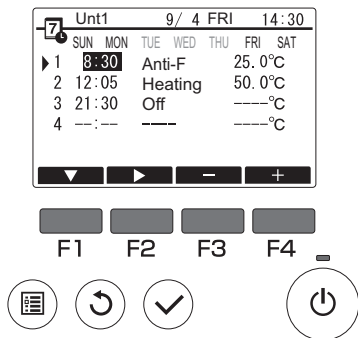 7 Unt1 9/ 4 FRI 14:30
SUN MON TUE WED THU FRI SAT
1 8:30 Anti-F 25.0°C
2 12:05 Heating 50.0°C
3 21:30 Off ----°C
4 --:-- ---- ----°C
F1 F2 F3 F4